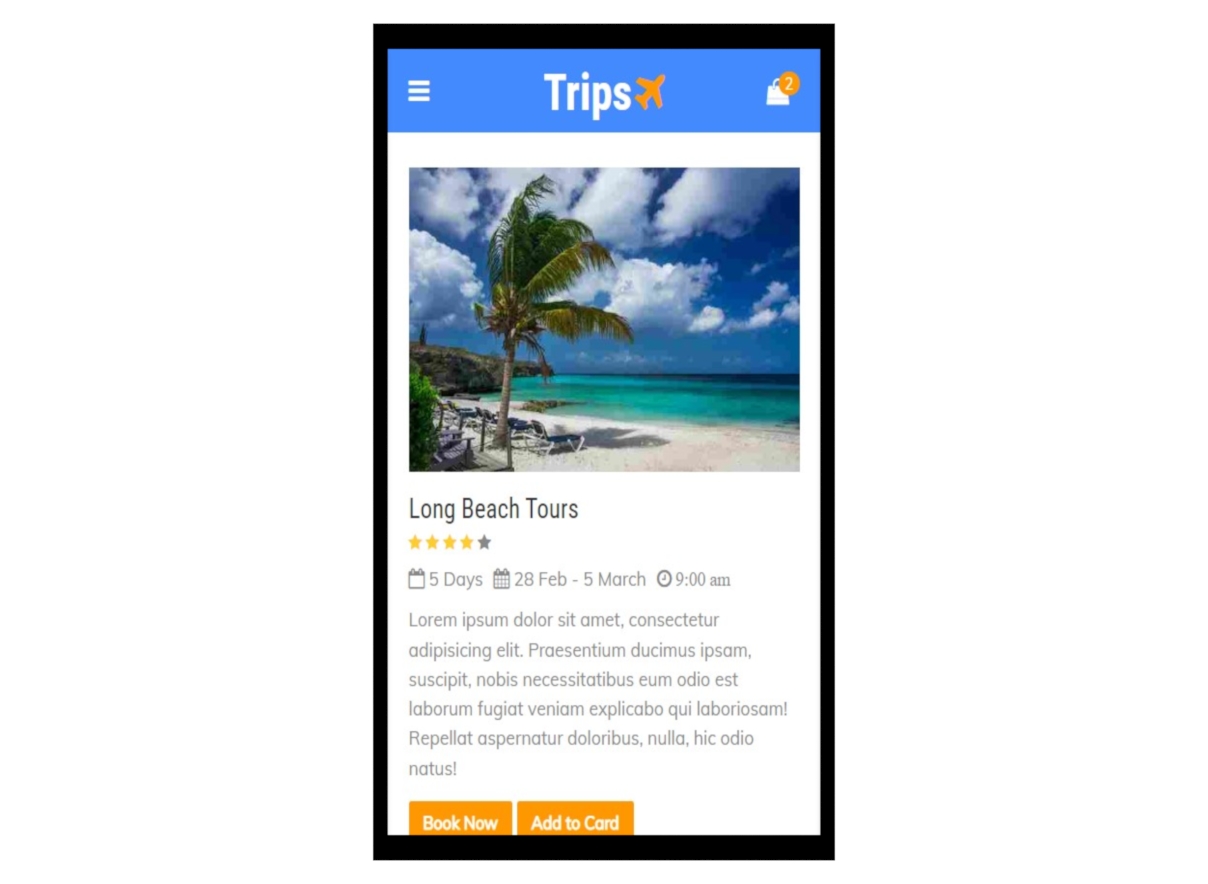 Trips
2
Long Beach Tours
5 Days 28 Feb - 5 March 9:00 am
Lorem ipsum dolor sit amet, consectetur
adipisicing elit. Praesentium ducimus ipsam,
suscipit, nobis necessitatibus eum odio est
laborum fugiat veniam explicabo qui laboriosam!
Repellat aspernatur doloribus, nulla, hic odio
natus!
Book Now Add to Card